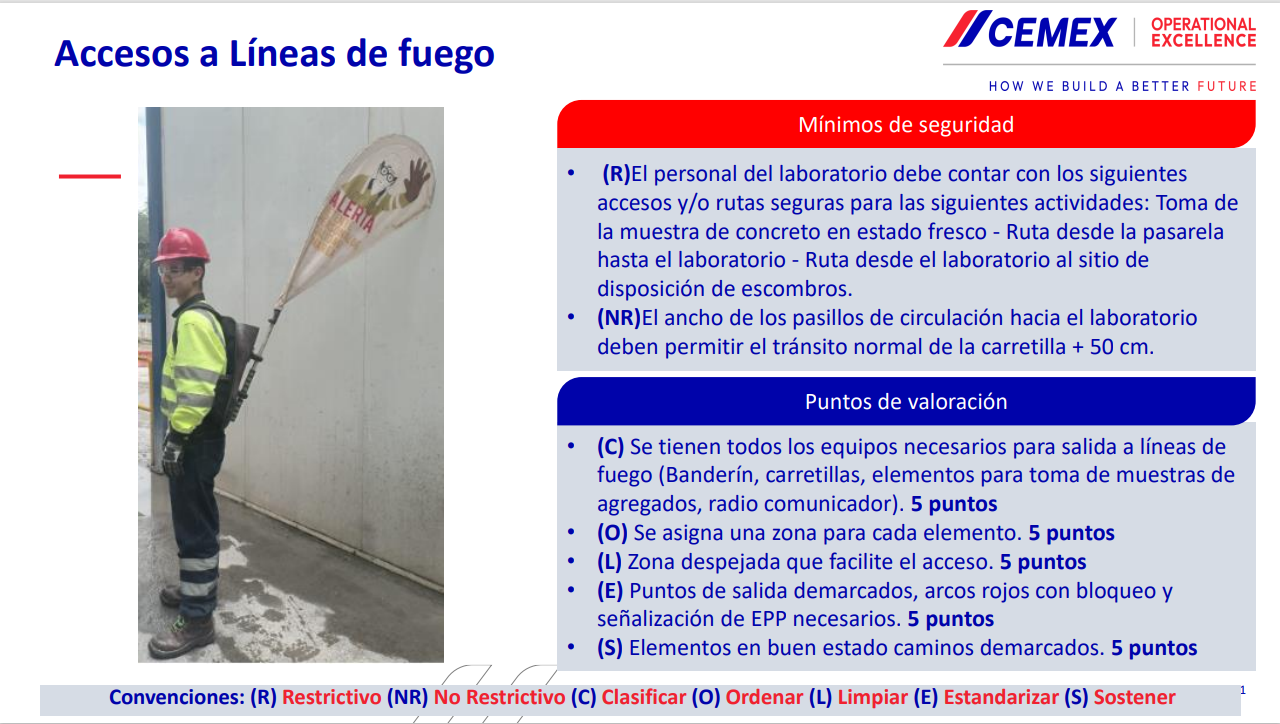 Accesos a Líneas de fuego
CEMEX
OPERATIONAL
EXCELLENCE
HOW WE BUILD A BETTER FUTURE
ALERTA
Mínimos de seguridad
• (R)El personal del laboratorio debe contar con los siguientes
accesos y/o rutas seguras para las siguientes actividades: Toma de
la muestra de concreto en estado fresco - Ruta desde la pasarela
hasta el laboratorio - Ruta desde el laboratorio al sitio de
disposición de escombros.
• (NR)El ancho de los pasillos de circulación hacia el laboratorio
deben permitir el tránsito normal de la carretilla + 50 cm.
Puntos de valoración
• (C) Se tienen todos los equipos necesarios para salida a líneas de
fuego (Banderín, carretillas, elementos para toma de muestras de
agregados, radio comunicador). 5 puntos
• (O) Se asigna una zona para cada elemento. 5 puntos
• (L) Zona despejada que facilite el acceso. 5 puntos
• (E) Puntos de salida demarcados, arcos rojos con bloqueo y
señalización de EPP necesarios. 5 puntos
• (S) Elementos en buen estado caminos demarcados. 5 puntos
Convenciones: (R) Restrictivo (NR) No Restrictivo (C) Clasificar (O) Ordenar (L) Limpiar (E) Estandarizar (S) Sostener
1